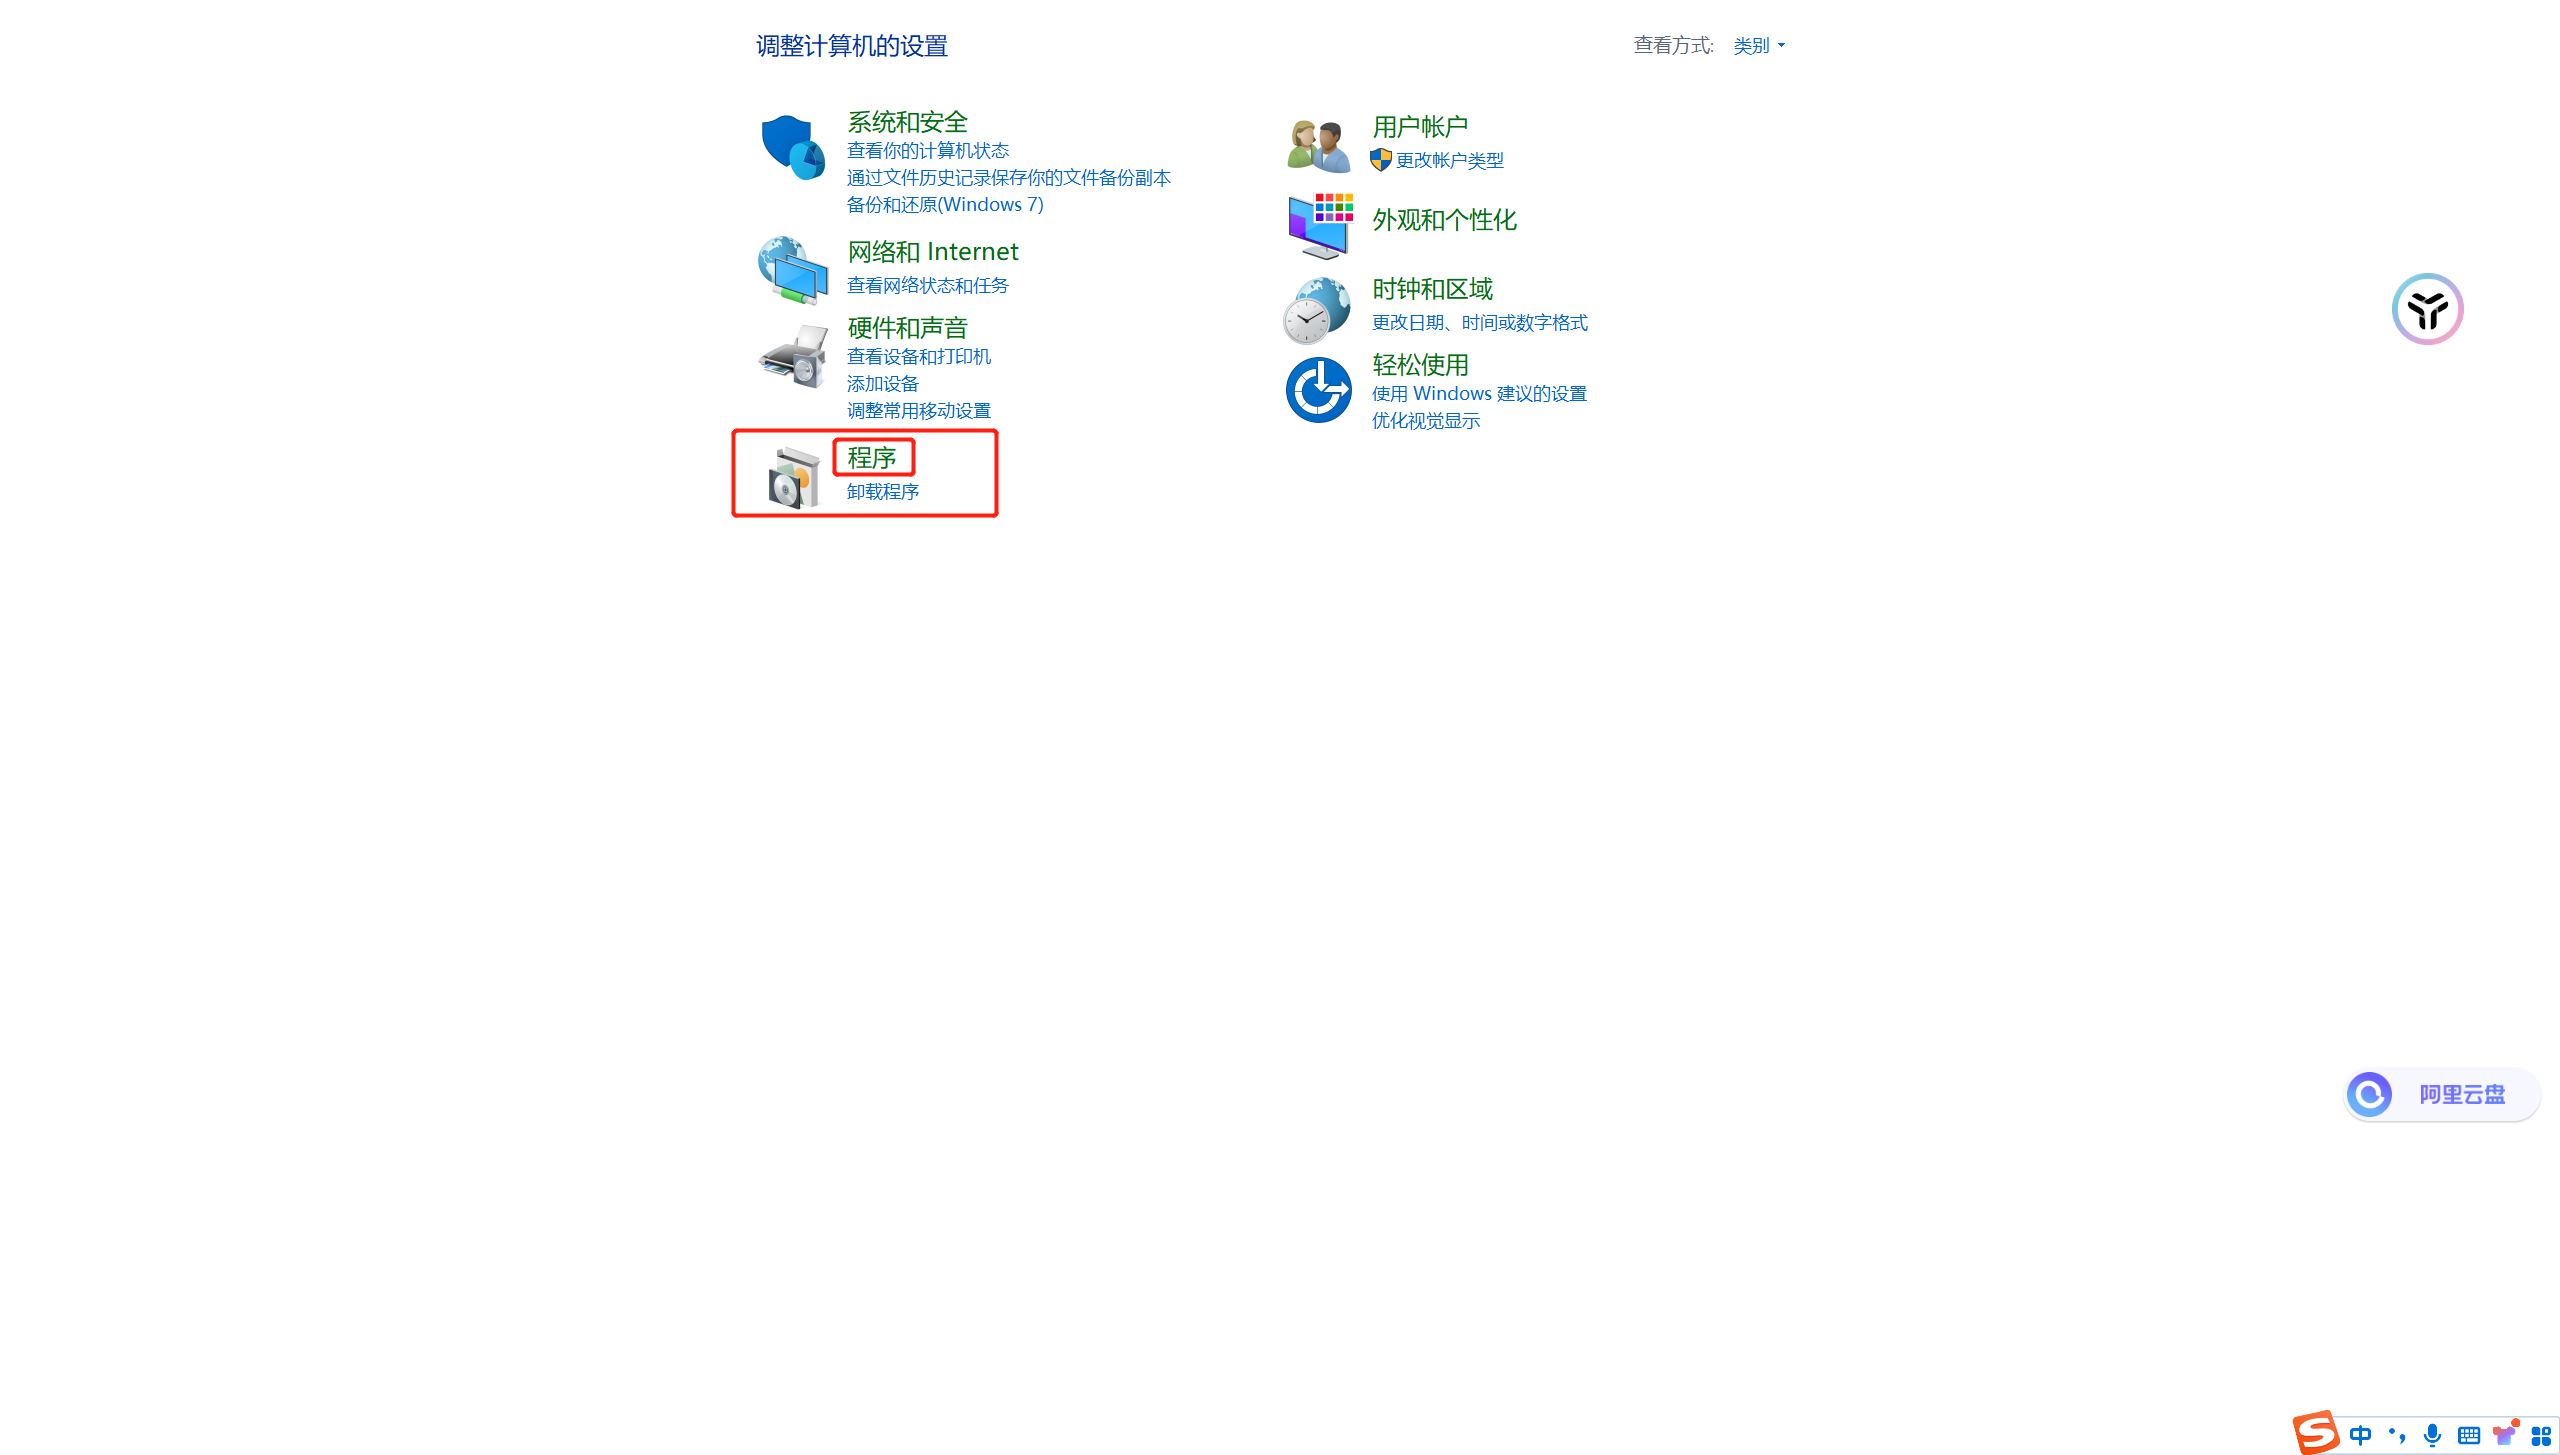 调整计算机的设置
查看方式: 类别
系统和安全
查看你的计算机状态
通过文件历史记录保存你的文件备份副本
备份和还原(Windows 7)
网络和 Internet
查看网络状态和任务
硬件和声音
查看设备和打印机
添加设备
调整常用移动设置
程序
卸载程序
用户帐户
更改帐户类型
外观和个性化
时钟和区域
更改日期、时间或数字格式
轻松使用
使用 Windows 建议的设置
优化视觉显示
阿里云盘
中